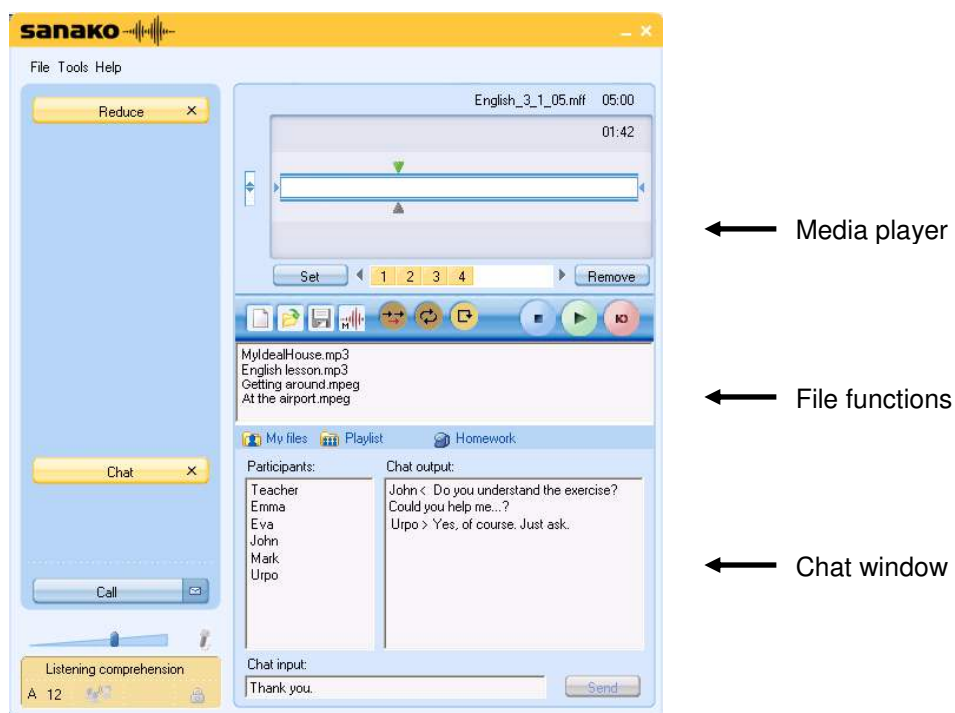 sanako
File Tools Help
Reduce
English_3_1_05.mff 05:00
01:42
Set 1 2 3 4 Remove
Media player
M
MyIdealHouse.mp3
English lesson.mp3
Getting around.mpeg
At the airport.mpeg
File functions
My files Playlist Homework
Chat
Participants:
Teacher
Emma
Eva
John
Mark
Urpo
Chat output:
John < Do you understand the exercise?
Could you help me...?
Urpo > Yes, of course. Just ask.
Chat window
Call
Listening comprehension
A 12
Chat input:
Thank you.
Send